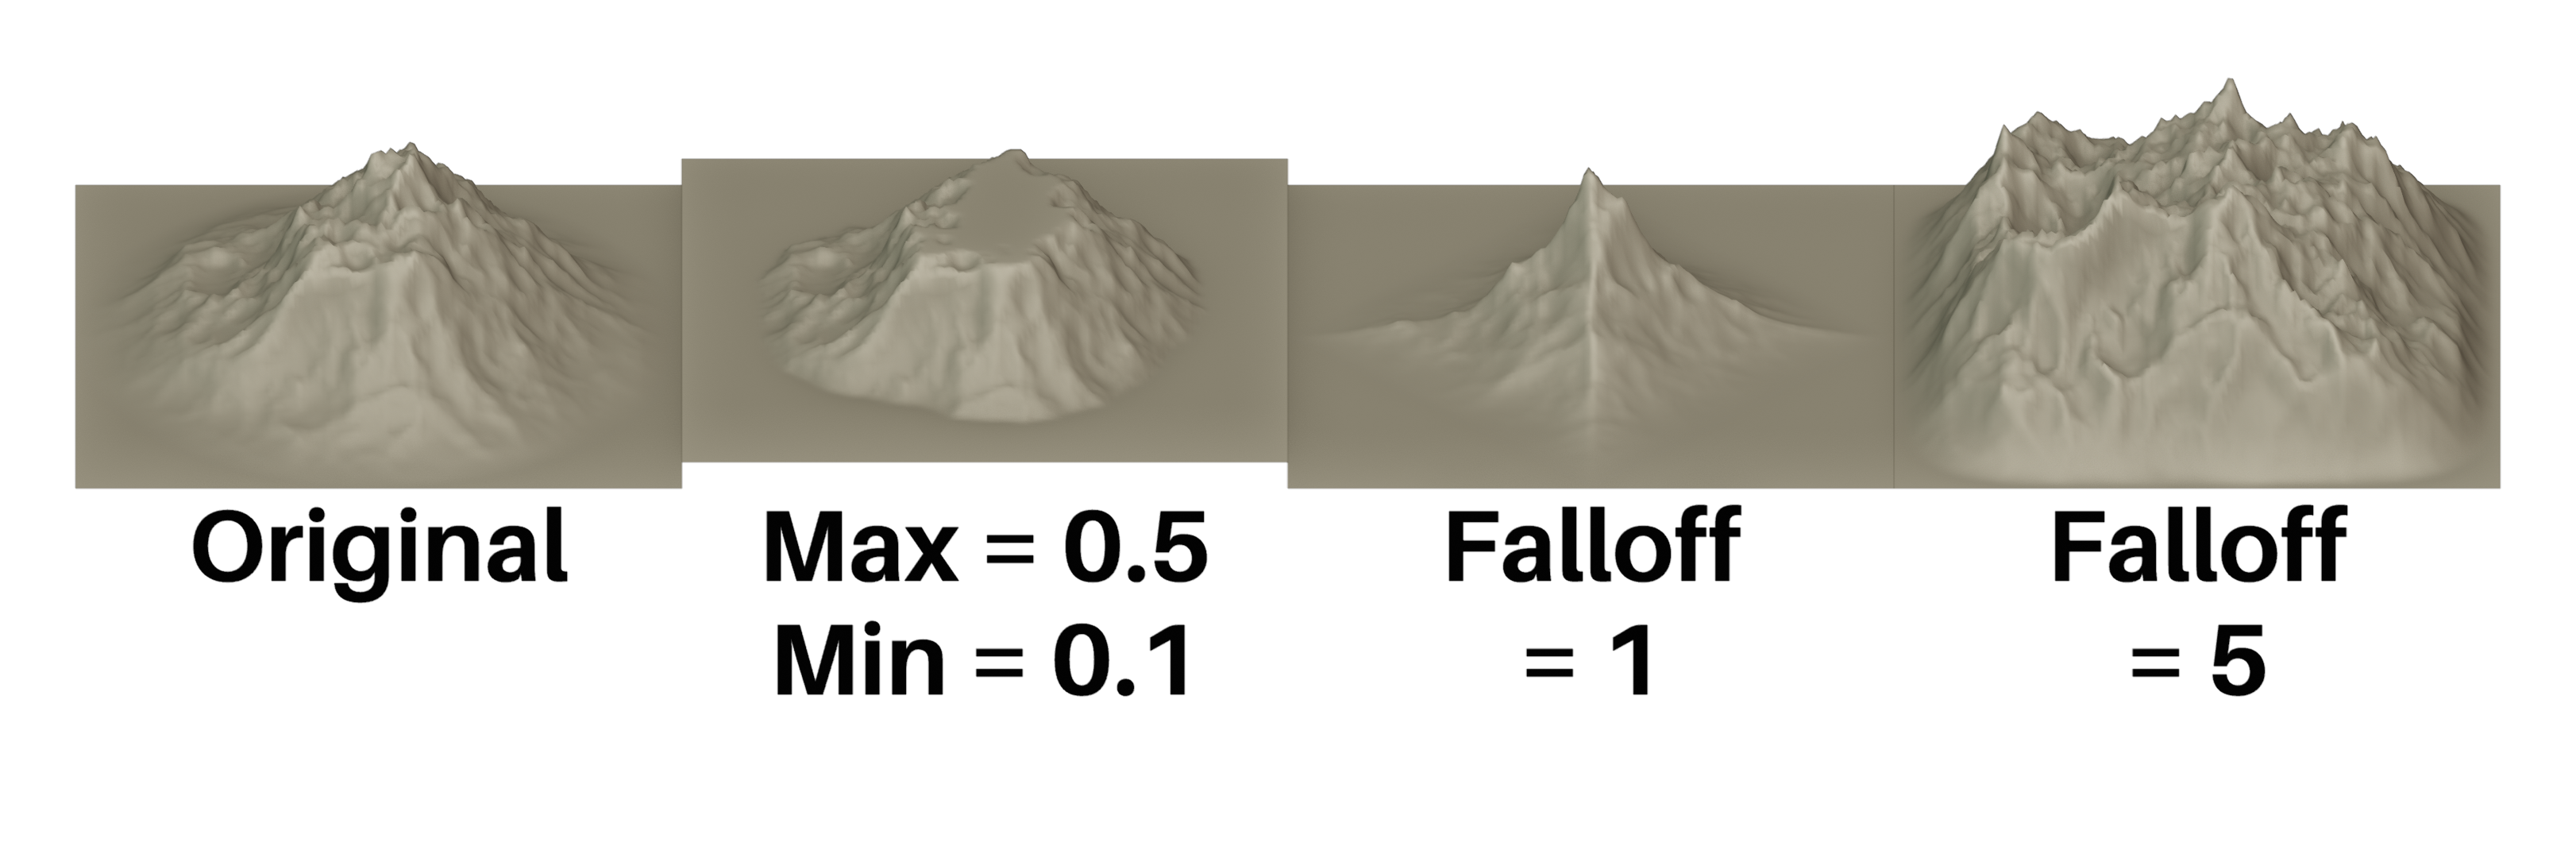 Original
Max = 0.5
Min = 0.1
Falloff
= 1
Falloff
= 5